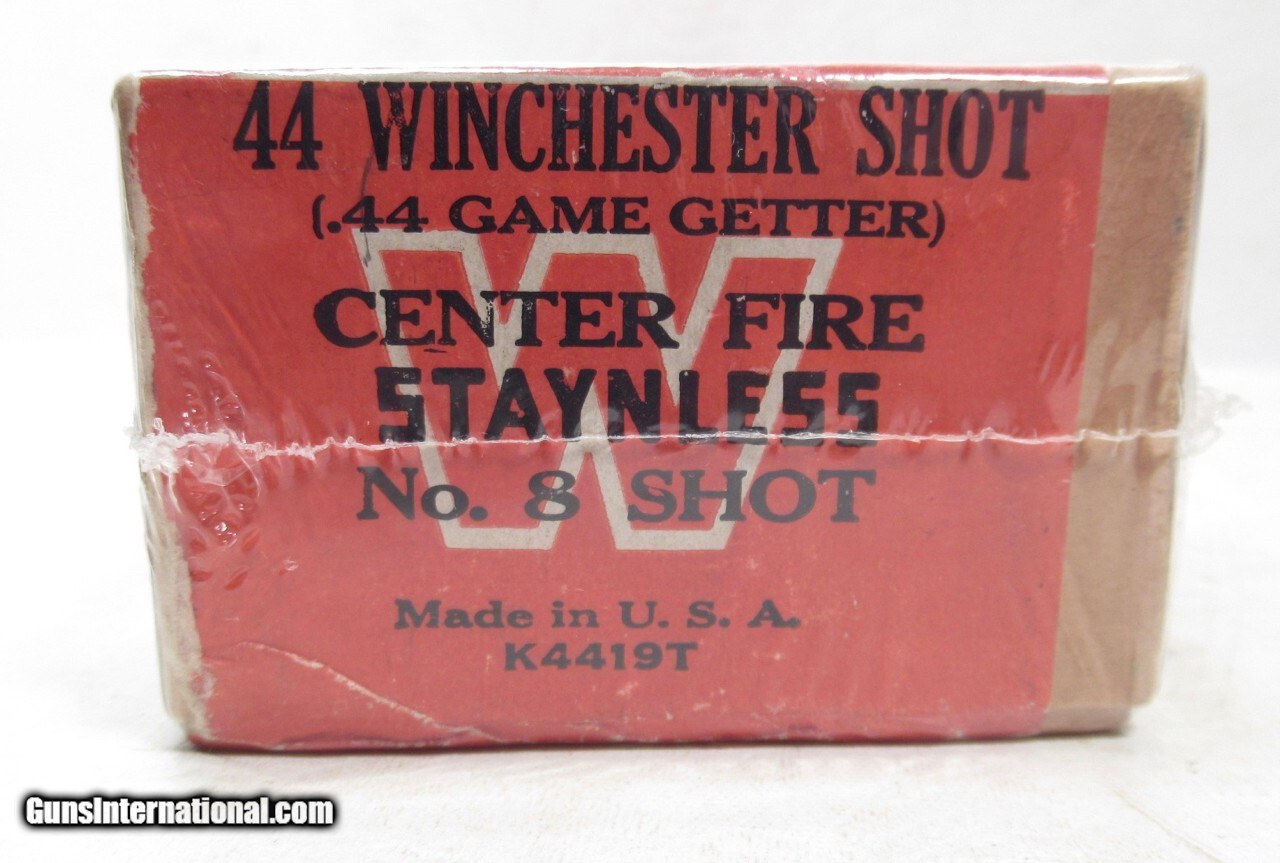 44 WINCHESTER SHOT
(.44 GAME GETTER)
W
CENTER FIRE
STAYNLESS
No. 8 SHOT
Made in U. S. A.
K4419T
GunsInternational.com